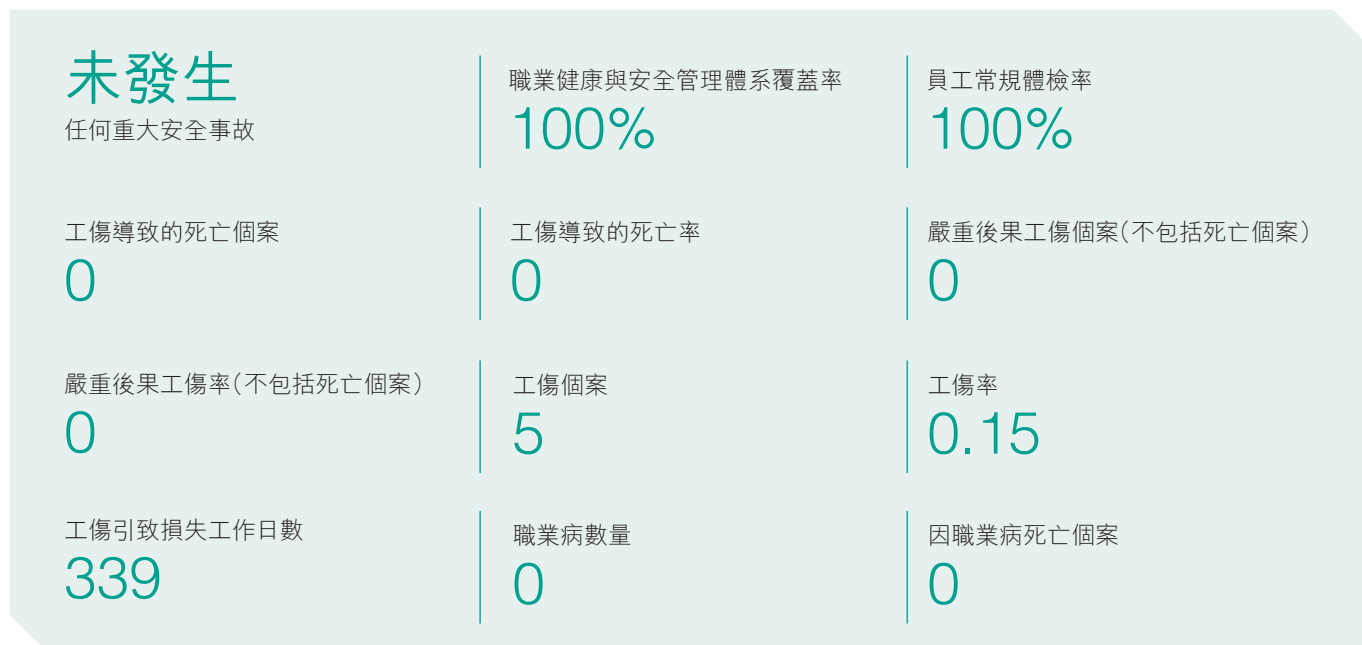 未發生
任何重大安全事故
職業健康與安全管理體系覆蓋率
100%
員工常規體檢率
100%
工傷導致的死亡個案
0
工傷導致的死亡率
0
嚴重後果工傷個案(不包括死亡個案)
0
嚴重後果工傷率(不包括死亡個案)
0
工傷個案
5
工傷率
0.15
工傷引致損失工作日數
339
職業病數量
0
因職業病死亡個案
0